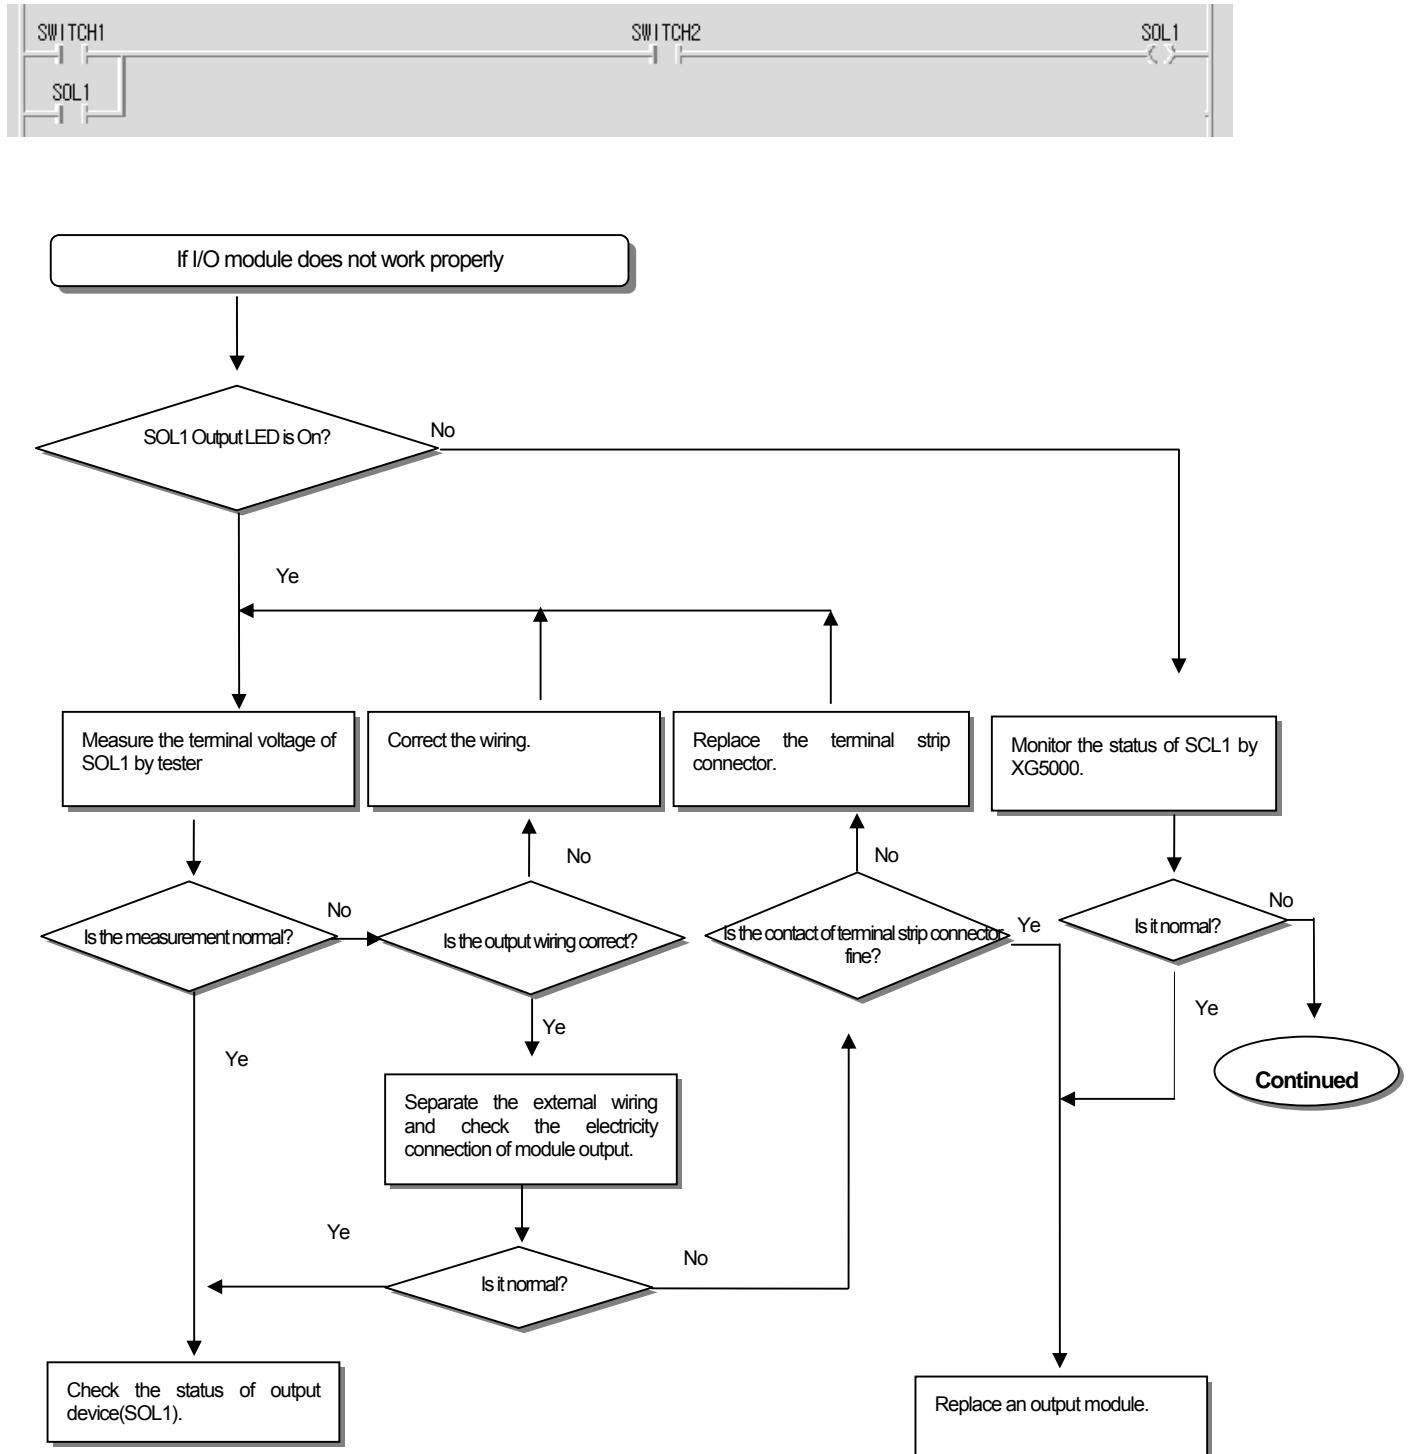 SWITCH1
SWITCH2
SOL1
SOL1
If I/O module does not work properly
SOL1 Output LED is On?
No
Ye
Measure the terminal voltage of
SOL1 by tester
Correct the wiring.
Replace the terminal strip
connector.
Monitor the status of SCL1 by
XG5000.
No
No
Is the measurement normal?
No
Is the output wiring correct?
Is the contact of terminal strip connector
fine?
Ye
Is it normal?
No
Ye
Ye
Ye
Continued
Separate the external wiring
and check the electricity
connection of module output.
Ye
Is it normal?
No
Check the status of output
device(SOL1).
Replace an output module.